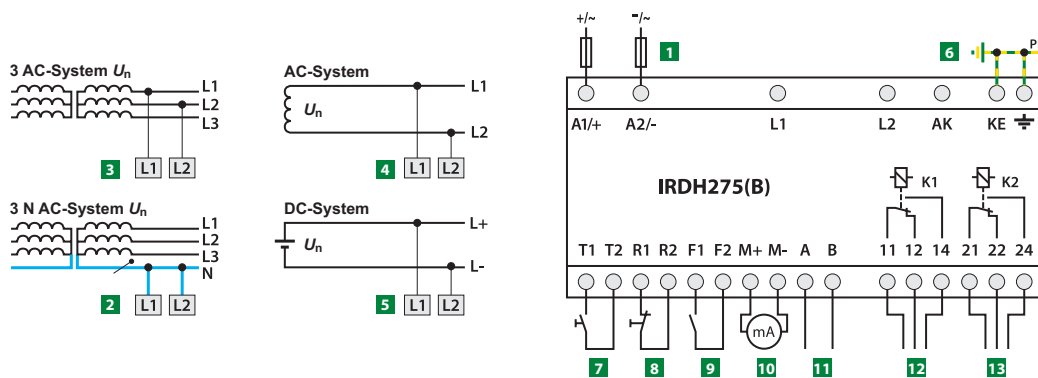 3 AC-System Un
L1
L2
L3
3
L1
L2
AC-System
Un
L1
L2
4
L1
L2
3 N AC-System Un
L1
L2
L3
N
2
L1
L2
DC-System
Un
L+
L-
5
L1
L2
+/~
-/~
1
6
P
A1/+
A2/-
L1
L2
AK
KE
IRDH275(B)
K1
K2
T1
T2
R1
R2
F1
F2
M+
M-
A
B
11
12
14
21
22
24
mA
7
8
9
10
11
12
13